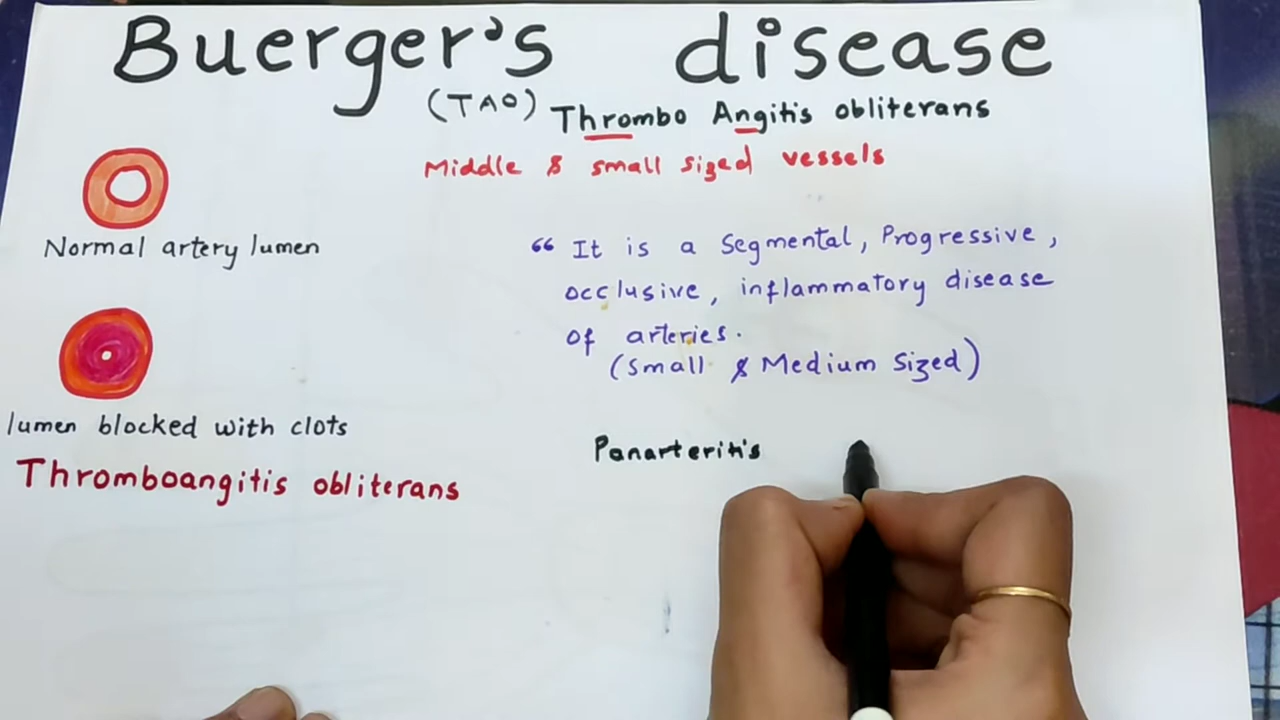 Buerger's disease
(TAO) Thrombo Angitis obliterans
Middle & small sized vessels
Normal artery lumen
"It is a Segmental, Progressive,
occlusive, inflammatory disease
of arteries.
(Small & Medium Sized)
lumen blocked with clots
Thromboangitis obliterans
Panarteritis